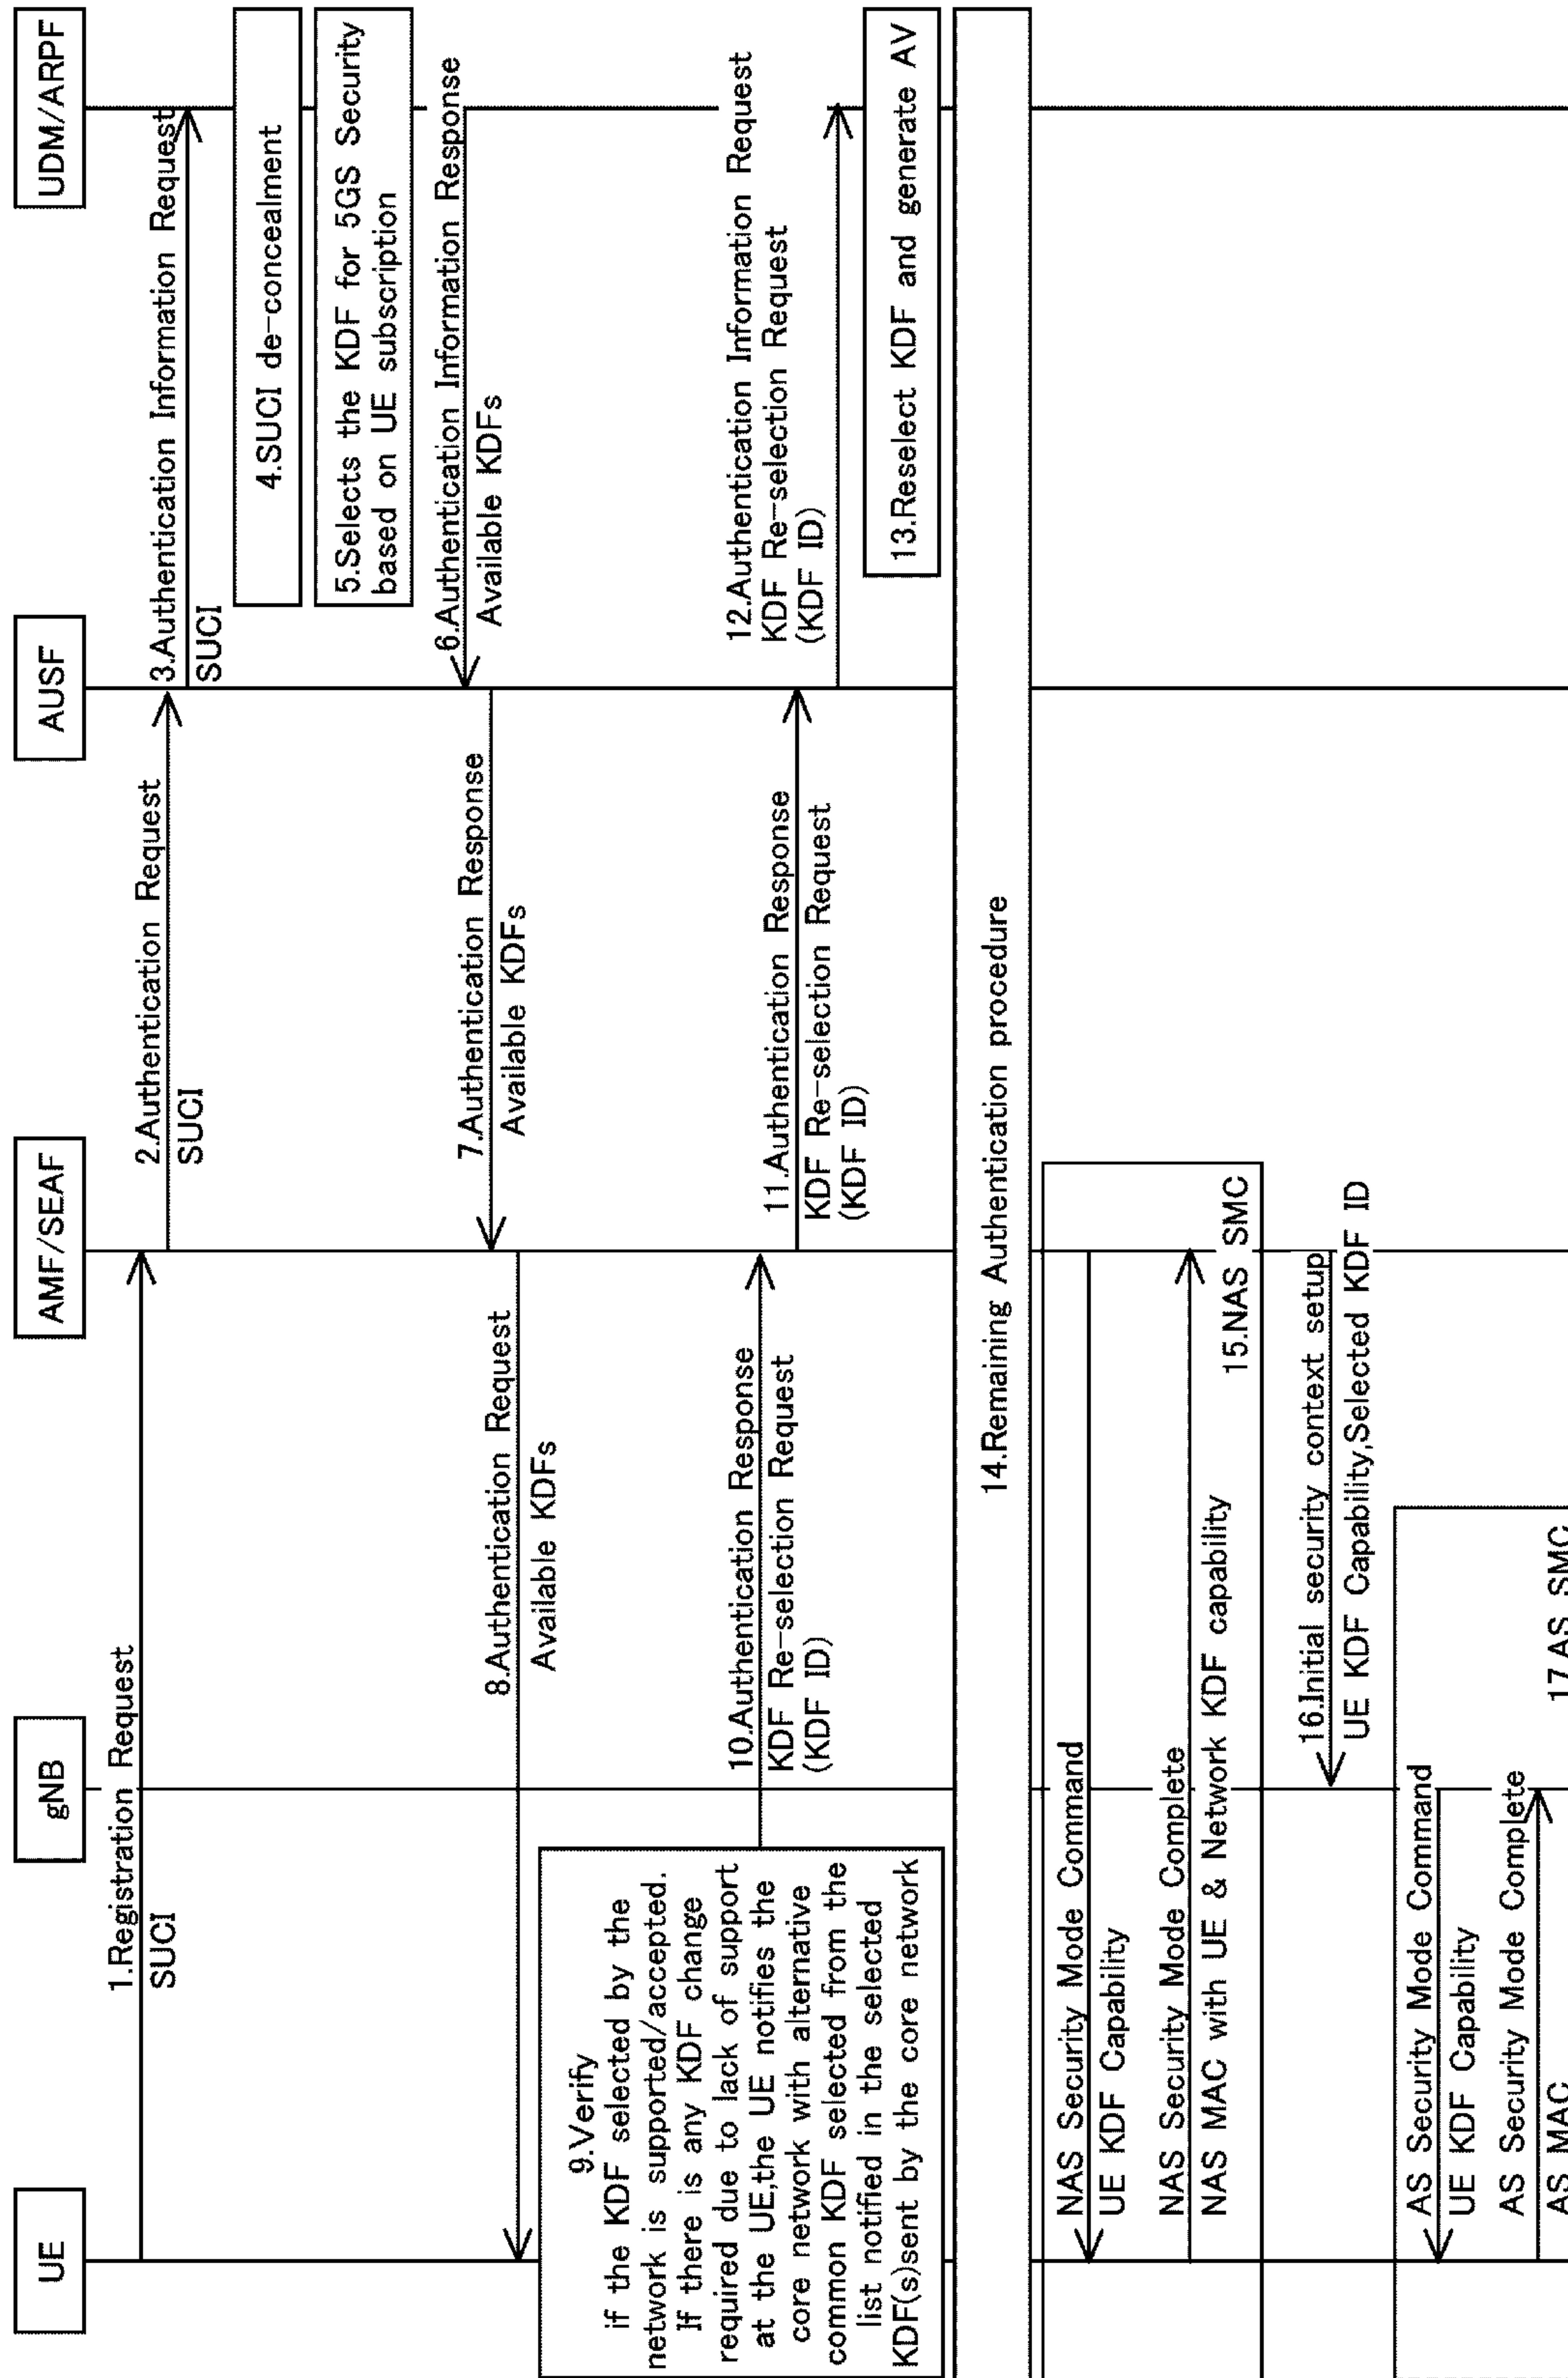 UE
gNB
AMF/SEAF
AUSF
UDM/ARPF
1.Registration Request
SUCI
2.Authentication Request
SUCI
3.Authentication Information Request
SUCI
4.SUCI de-concealment
5.Selects the KDF for 5GS Security
based on UE subscription
6.Authentication Information Response
Available KDFs
7.Authentication Response
Available KDFs
8.Authentication Request
Available KDFs
9.Verify
if the KDF selected by the
network is supported/accepted.
If there is any KDF change
required due to lack of support
at the UE,the UE notifies the
core network with alternative
common KDF selected from the
list notified in the selected
KDF(s)sent by the core network
10.Authentication Response
KDF Re-selection Request
(KDF ID)
11.Authentication Response
KDF Re-selection Request
(KDF ID)
12.Authentication Information Request
KDF Re-selection Request
(KDF ID)
13.Reselect KDF and generate AV
14.Remaining Authentication procedure
NAS Security Mode Command
UE KDF Capability
NAS Security Mode Complete
NAS MAC with UE & Network KDF capability
15.NAS SMC
16.Initial security context setup
UE KDF Capability,Selected KDF ID
AS Security Mode Command
UE KDF Capability
AS Security Mode Complete
AS MAC
17.AS SMC